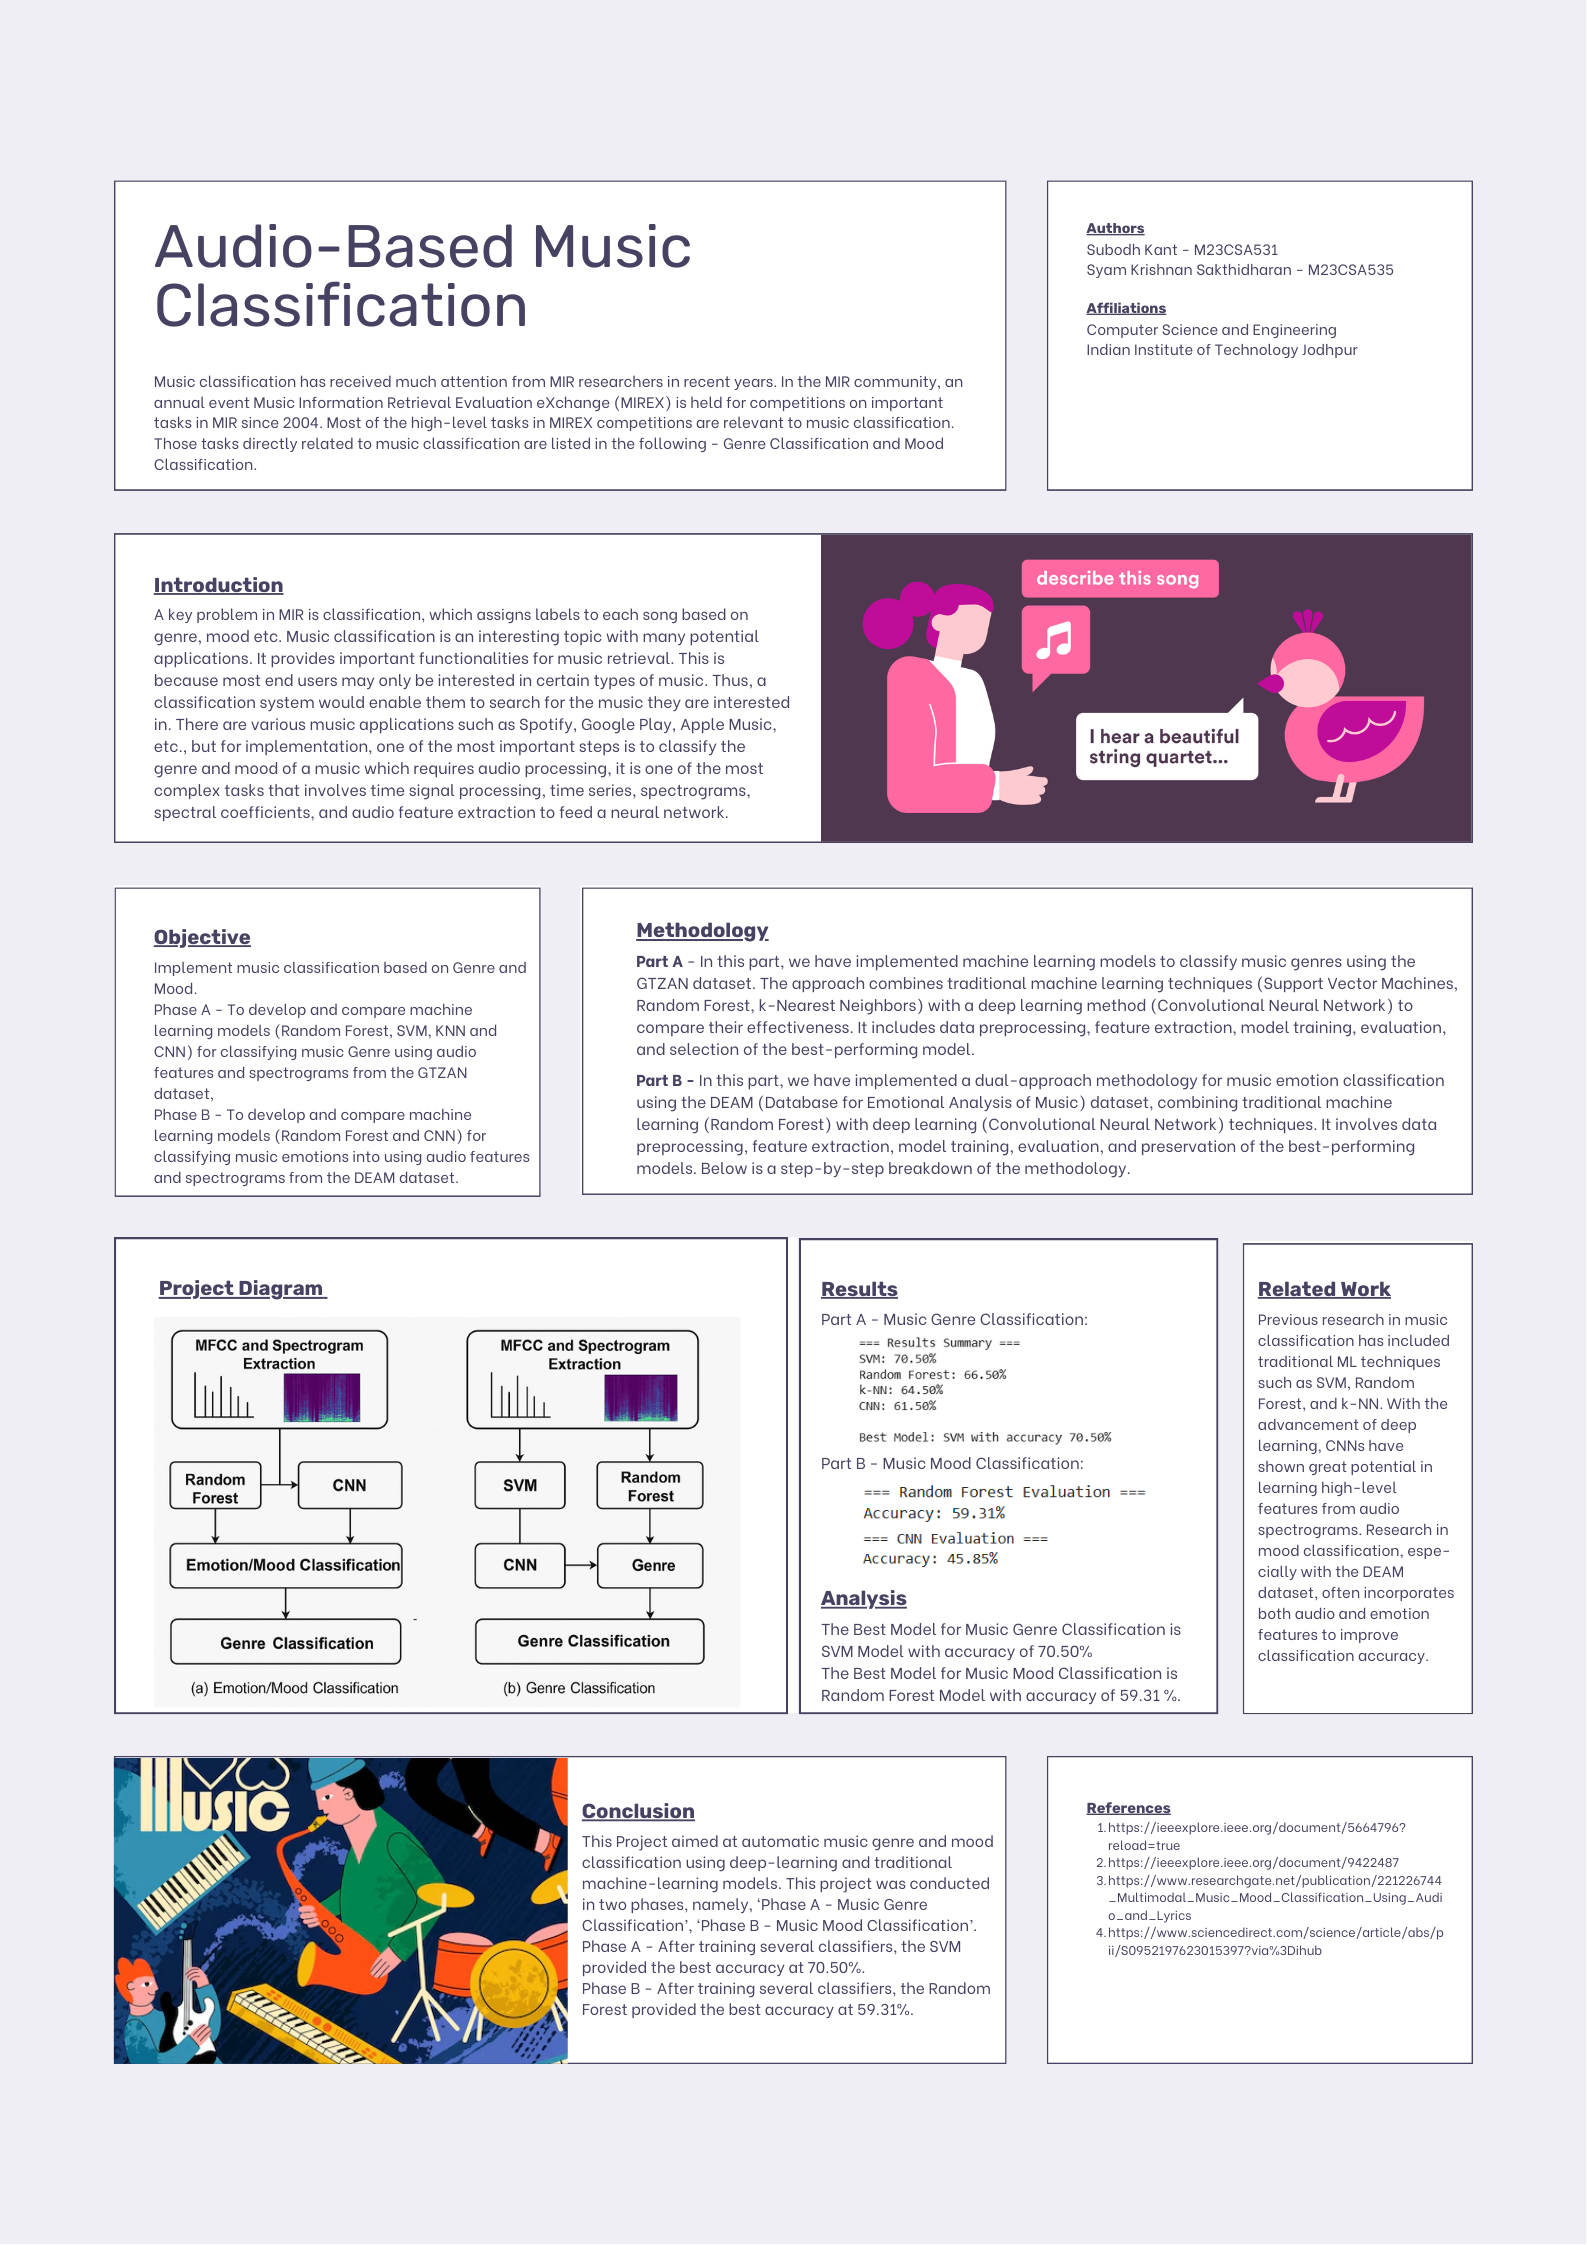 Audio-Based Music
Classification
Music classification has received much attention from MIR researchers in recent years. In the MIR community, an
annual event Music Information Retrieval Evaluation eXchange (MIREX) is held for competitions on important
tasks in MIR since 2004. Most of the high-level tasks in MIREX competitions are relevant to music classification.
Those tasks directly related to music classification are listed in the following - Genre Classification and Mood
Classification.
Authors
Subodh Kant - M23CSA531
Syam Krishnan Sakthidharan - M23CSA535
Affiliations
Computer Science and Engineering
Indian Institute of Technology Jodhpur
Introduction
A key problem in MIR is classification, which assigns labels to each song based on
genre, mood etc. Music classification is an interesting topic with many potential
applications. It provides important functionalities for music retrieval. This is
because most end users may only be interested in certain types of music. Thus, a
classification system would enable them to search for the music they are interested
in. There are various music applications such as Spotify, Google Play, Apple Music,
etc., but for implementation, one of the most important steps is to classify the
genre and mood of a music which requires audio processing, it is one of the most
complex tasks that involves time signal processing, time series, spectrograms,
spectral coefficients, and audio feature extraction to feed a neural network.
describe this song
I hear a beautiful
string quartet...
Objective
Implement music classification based on Genre and
Mood.
Phase A - To develop and compare machine
learning models (Random Forest, SVM, KNN and
CNN) for classifying music Genre using audio
features and spectrograms from the GTZAN
dataset,
Phase B - To develop and compare machine
learning models (Random Forest and CNN) for
classifying music emotions into using audio features
and spectrograms from the DEAM dataset.
Methodology
Part A - In this part, we have implemented machine learning models to classify music genres using the
GTZAN dataset. The approach combines traditional machine learning techniques (Support Vector Machines,
Random Forest, k-Nearest Neighbors) with a deep learning method (Convolutional Neural Network) to
compare their effectiveness. It includes data preprocessing, feature extraction, model training, evaluation,
and selection of the best-performing model.
Part B - In this part, we have implemented a dual-approach methodology for music emotion classification
using the DEAM (Database for Emotional Analysis of Music) dataset, combining traditional machine
learning (Random Forest) with deep learning (Convolutional Neural Network) techniques. It involves data
preprocessing, feature extraction, model training, evaluation, and preservation of the best-performing
models. Below is a step-by-step breakdown of the methodology.
Project Diagram
MFCC and Spectrogram
Extraction
Random
Forest
CNN
Emotion/Mood Classification
Genre Classification
(a) Emotion/Mood Classification
MFCC and Spectrogram
Extraction
SVM
Random
Forest
CNN
Genre
Genre Classification
(b) Genre Classification
Results
Part A - Music Genre Classification:
=== Results Summary ===
SVM: 70.50%
Random Forest: 66.50%
k-NN: 64.50%
CNN: 61.50%
Best Model: SVM with accuracy 70.50%
Part B - Music Mood Classification:
=== Random Forest Evaluation ===
Accuracy: 59.31%
=== CNN Evaluation ===
Accuracy: 45.85%
Analysis
The Best Model for Music Genre Classification is
SVM Model with accuracy of 70.50%
The Best Model for Music Mood Classification is
Random Forest Model with accuracy of 59.31 %.
Related Work
Previous research in music
classification has included
traditional ML techniques
such as SVM, Random
Forest, and k-NN. With the
advancement of deep
learning, CNNs have
shown great potential in
learning high-level
features from audio
spectrograms. Research in
mood classification, espe-
cially with the DEAM
dataset, often incorporates
both audio and emotion
features to improve
classification accuracy.
Music
Conclusion
This Project aimed at automatic music genre and mood
classification using deep-learning and traditional
machine-learning models. This project was conducted
in two phases, namely, ‘Phase A - Music Genre
Classification’, ‘Phase B - Music Mood Classification’.
Phase A - After training several classifiers, the SVM
provided the best accuracy at 70.50%.
Phase B - After training several classifiers, the Random
Forest provided the best accuracy at 59.31%.
References
1. https://ieeexplore.ieee.org/document/5664796?
reload=true
2. https://ieeexplore.ieee.org/document/9422487
3. https://www.researchgate.net/publication/221226744
_Multimodal_Music_Mood_Classification_Using_Audi
o_and_Lyrics
4. https://www.sciencedirect.com/science/article/abs/p
ii/S0952197623015397?via%3Dihub